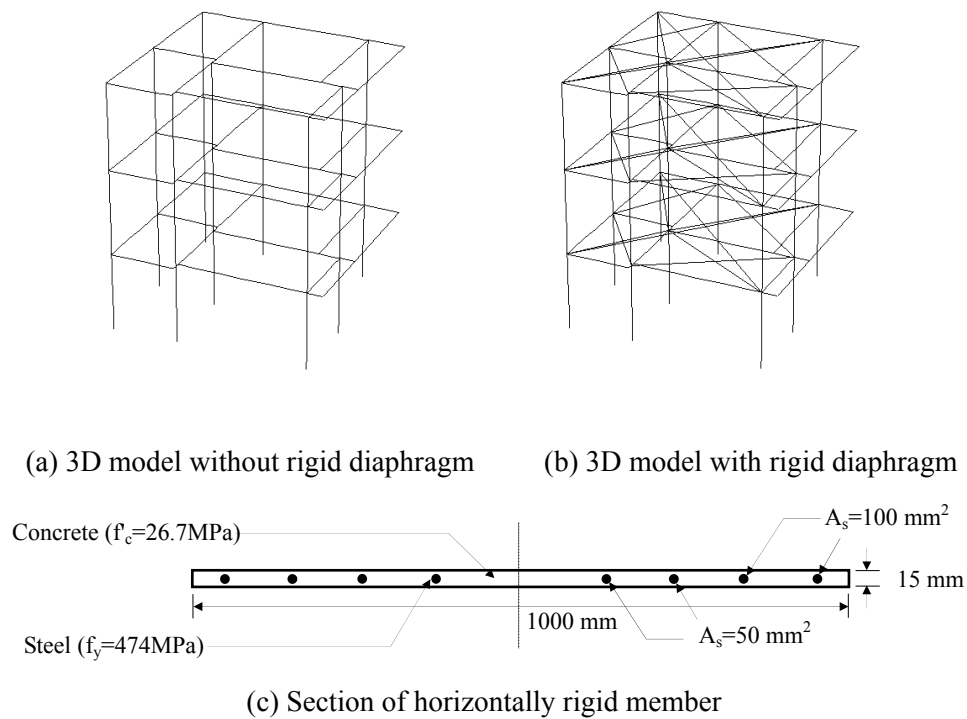 (a) 3D model without rigid diaphragm
(b) 3D model with rigid diaphragm
Concrete (f'c=26.7MPa)
As=100 mm²
15 mm
1000 mm
Steel (fy=474MPa)
As=50 mm²
(c) Section of horizontally rigid member